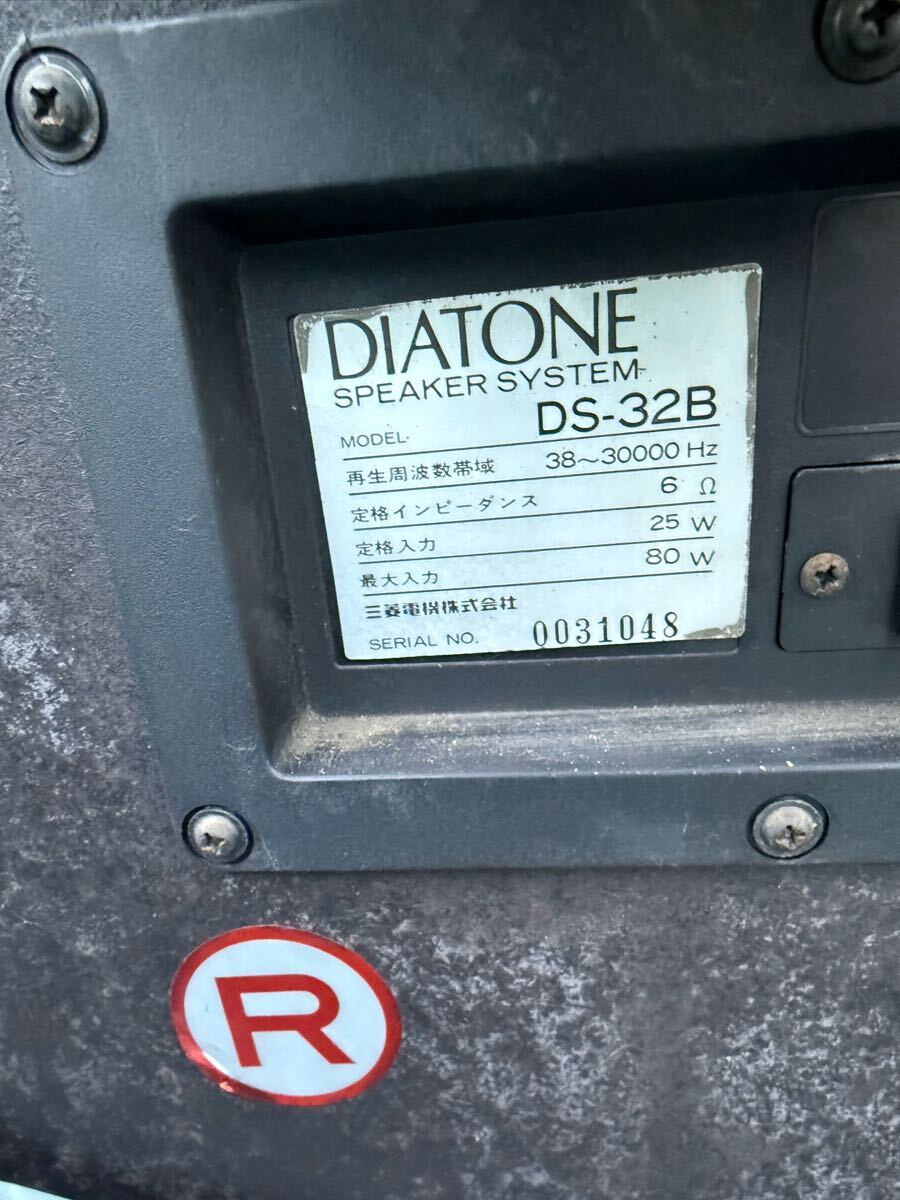 DIATONE
SPEAKER SYSTEM
MODEL DS-32B
再生周波数帯域 38〜30000 Hz
定格インピーダンス 6 Ω
定格入力 25 W
最大入力 80 W
三菱電機株式会社
SERIAL NO. 0031048
R